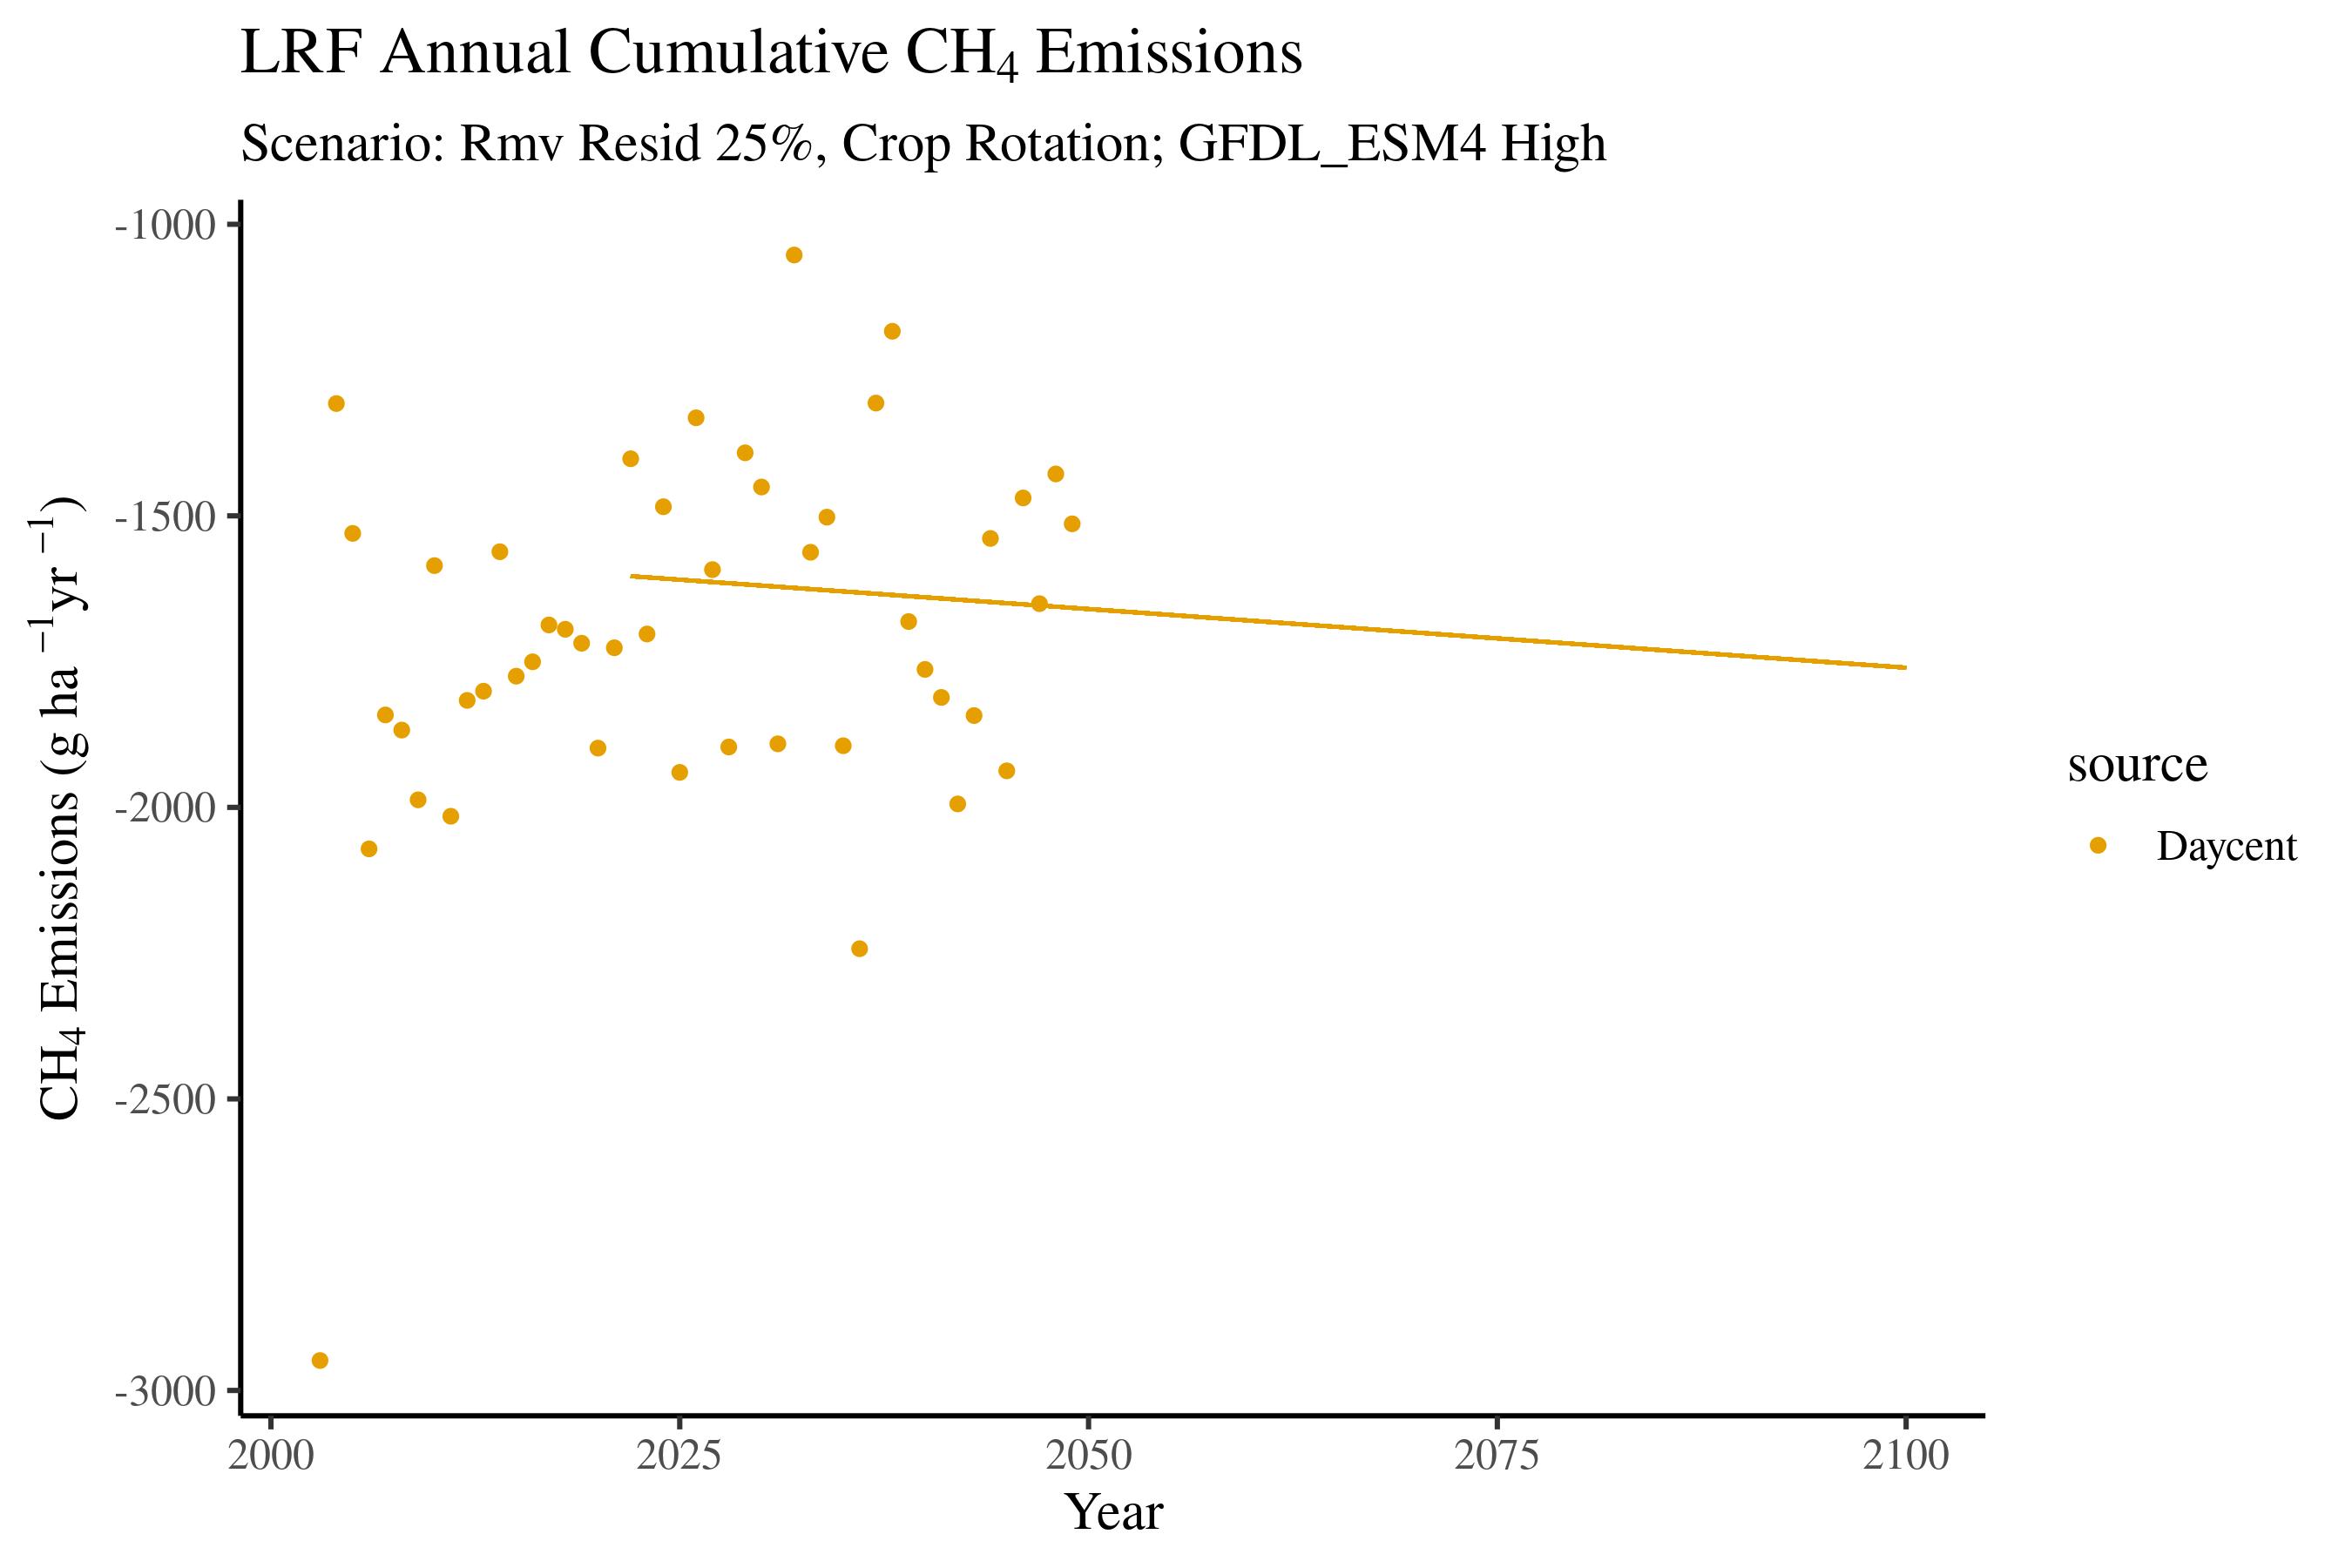 LRF Annual Cumulative CH₄ Emissions
Scenario: Rmv Resid 25%, Crop Rotation; GFDL_ESM4 High
CH₄ Emissions (g ha⁻¹yr⁻¹)
-1000
-1500
-2000
-2500
-3000
2000 2025 2050 2075 2100
Year
source
Daycent